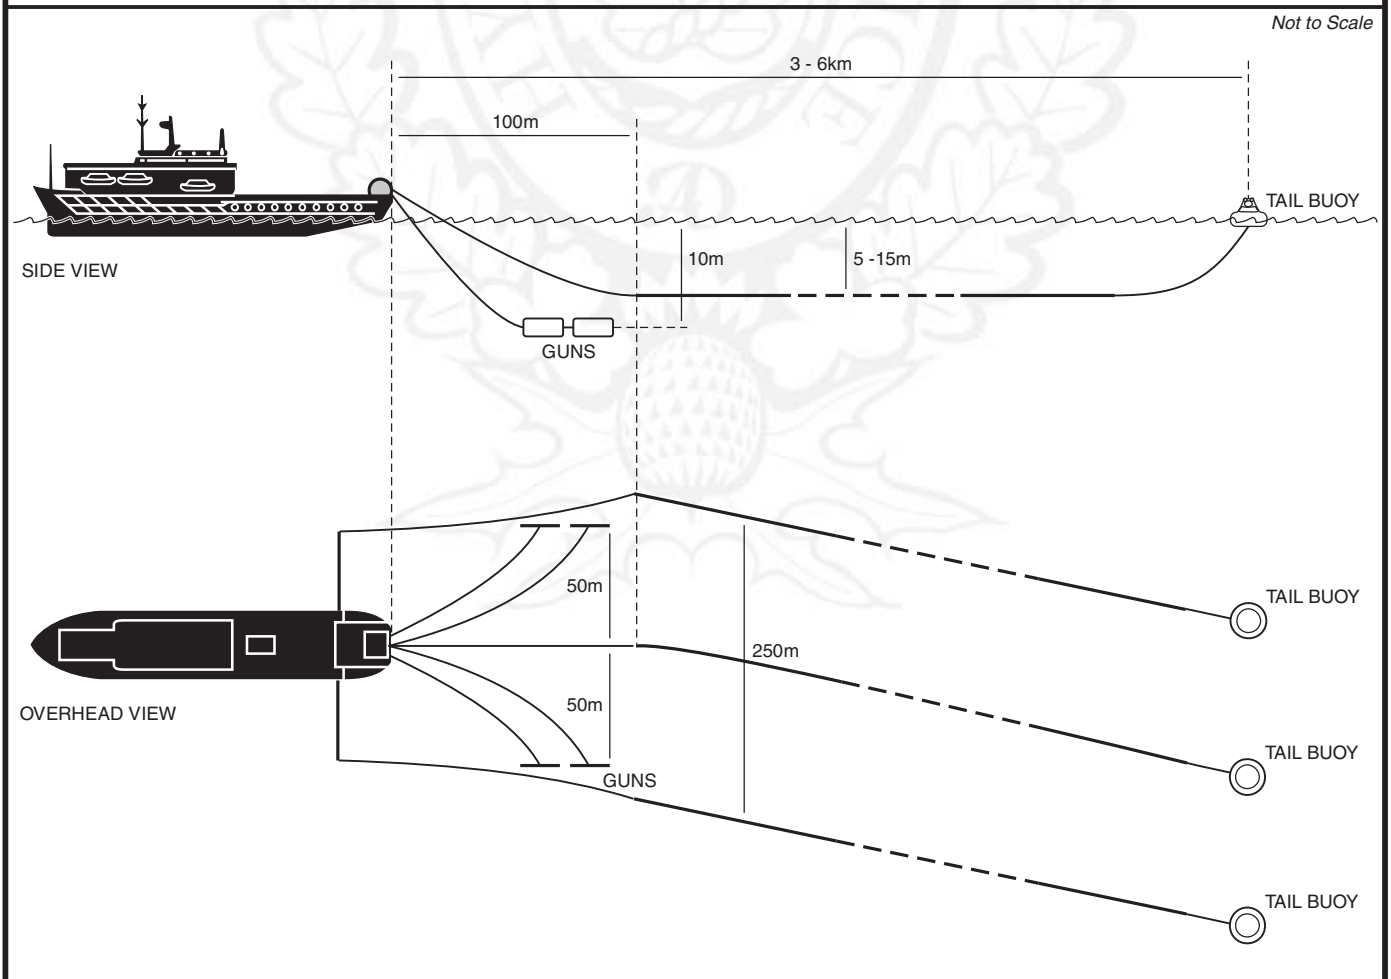 Not to Scale
3 - 6km
100m
TAIL BUOY
10m
5 -15m
SIDE VIEW
GUNS
50m
TAIL BUOY
250m
50m
OVERHEAD VIEW
TAIL BUOY
GUNS
TAIL BUOY